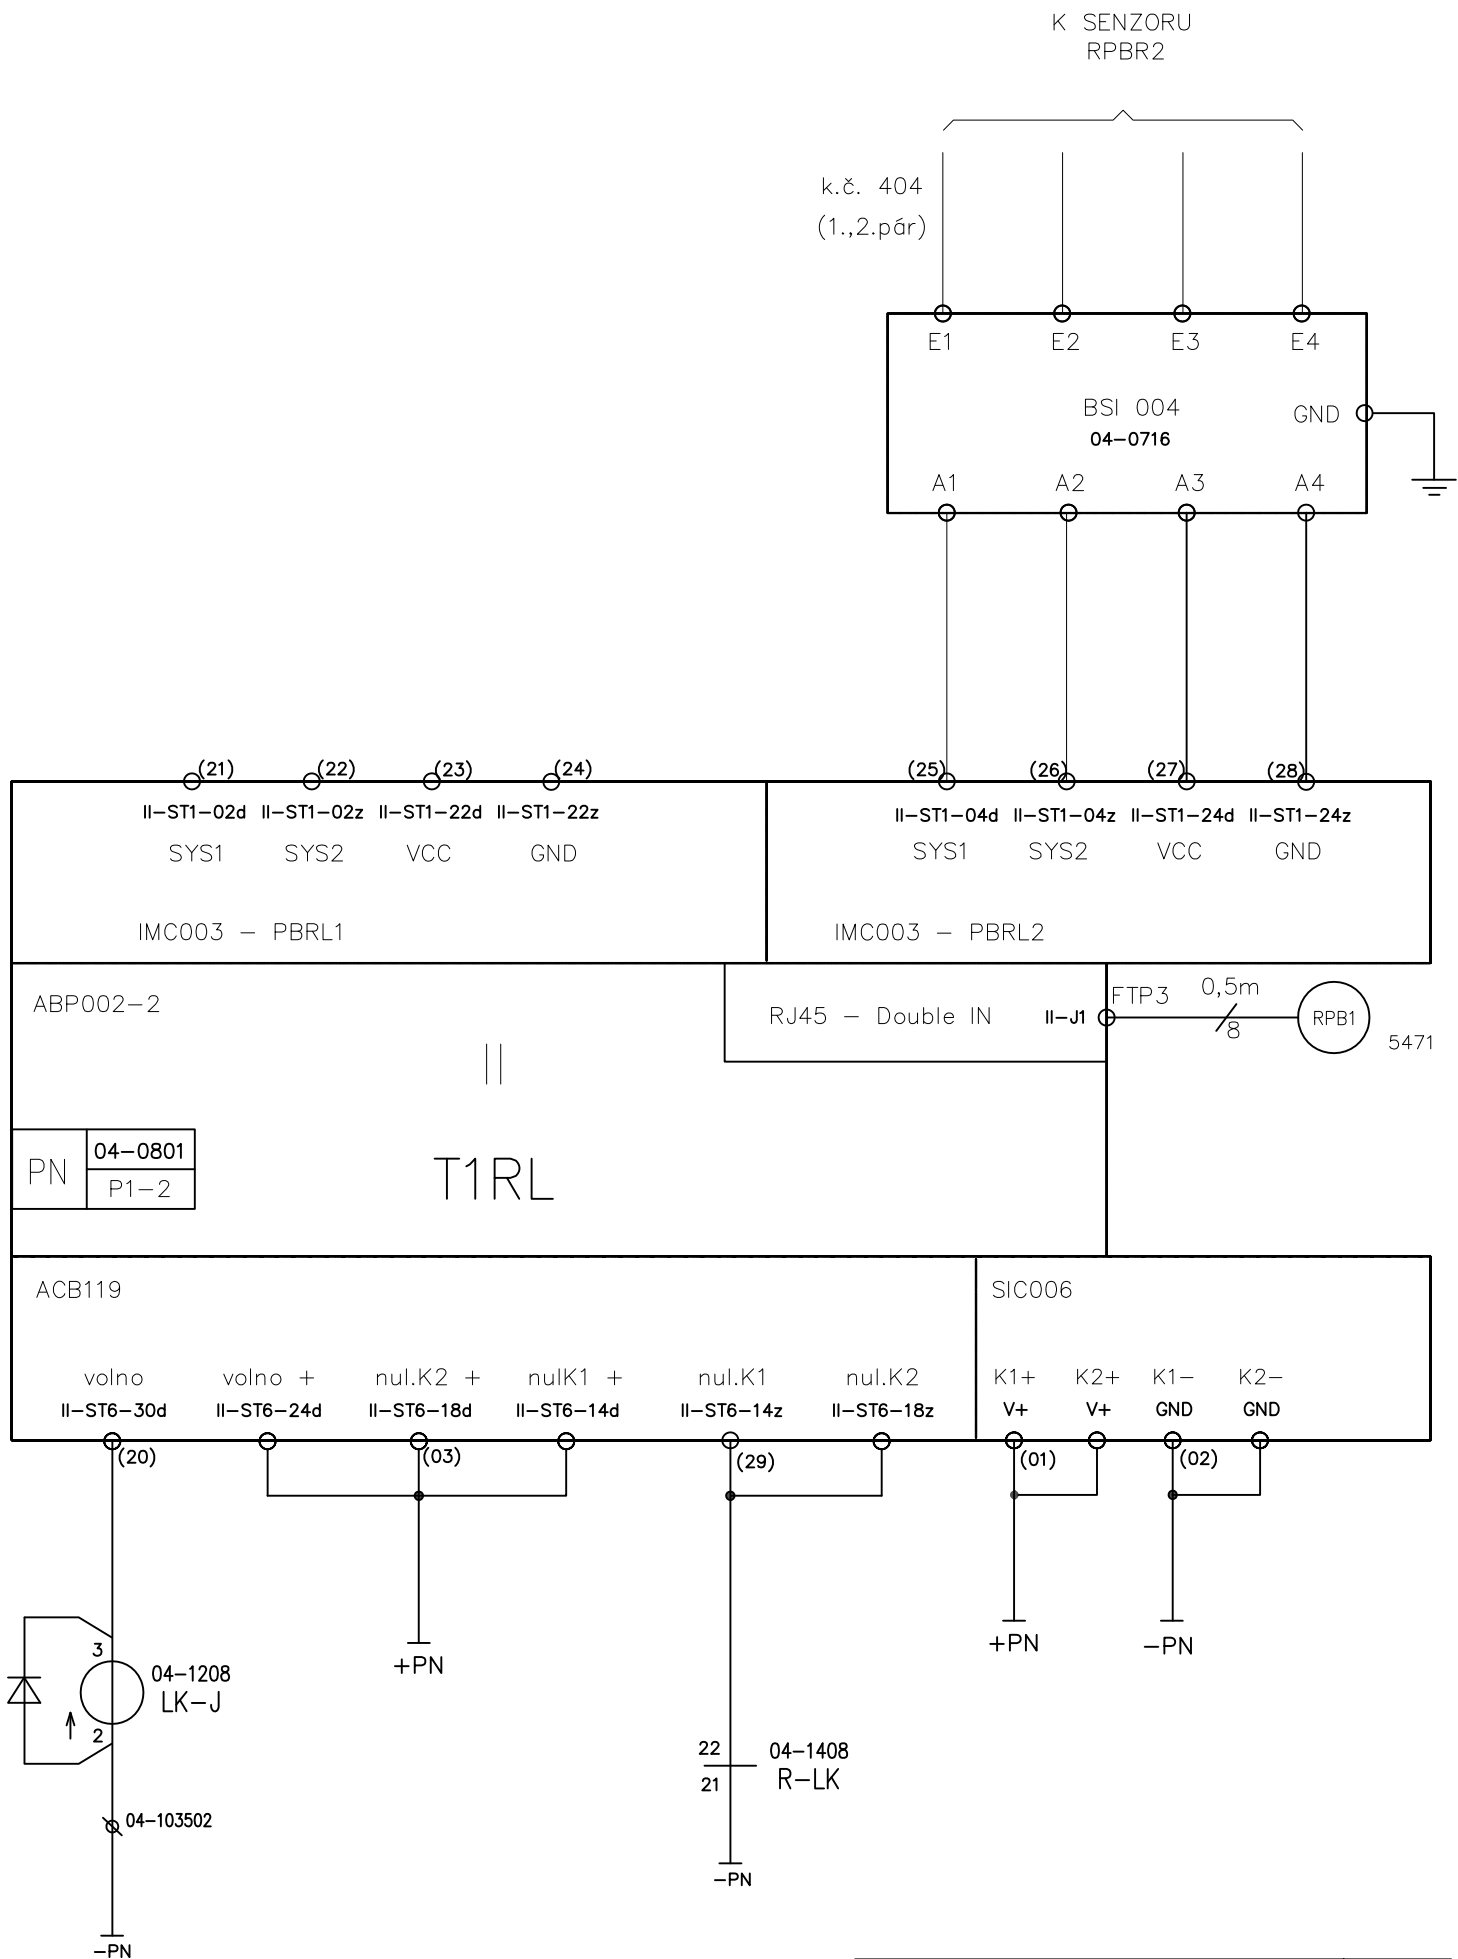 K SENZORU
RPBR2
k.č. 404
(1.,2.pár)
E1 E2 E3 E4
BSI 004
04-0716
GND
A1 A2 A3 A4
(21) (22) (23) (24) (25) (26) (27) (28)
II-ST1-02d II-ST1-02z II-ST1-22d II-ST1-22z II-ST1-04d II-ST1-04z II-ST1-24d II-ST1-24z
SYS1 SYS2 VCC GND SYS1 SYS2 VCC GND
IMC003 - PBRL1 IMC003 - PBRL2
ABP002-2
RJ45 - Double IN II-J1 FTP3 0,5m
8
RPB1
5471
II
T1RL
PN 04-0801
P1-2
ACB119 SIC006
volno volno + nul.K2 + nulK1 + nul.K1 nul.K2 K1+ K2+ K1- K2-
II-ST6-30d II-ST6-24d II-ST6-18d II-ST6-14d II-ST6-14z II-ST6-18z V+ V+ GND GND
(20) (03) (29) (01) (02)
+PN -PN
+PN
3
04-1208
LK-J
2
22 04-1408
21 R-LK
04-103502
-PN
-PN